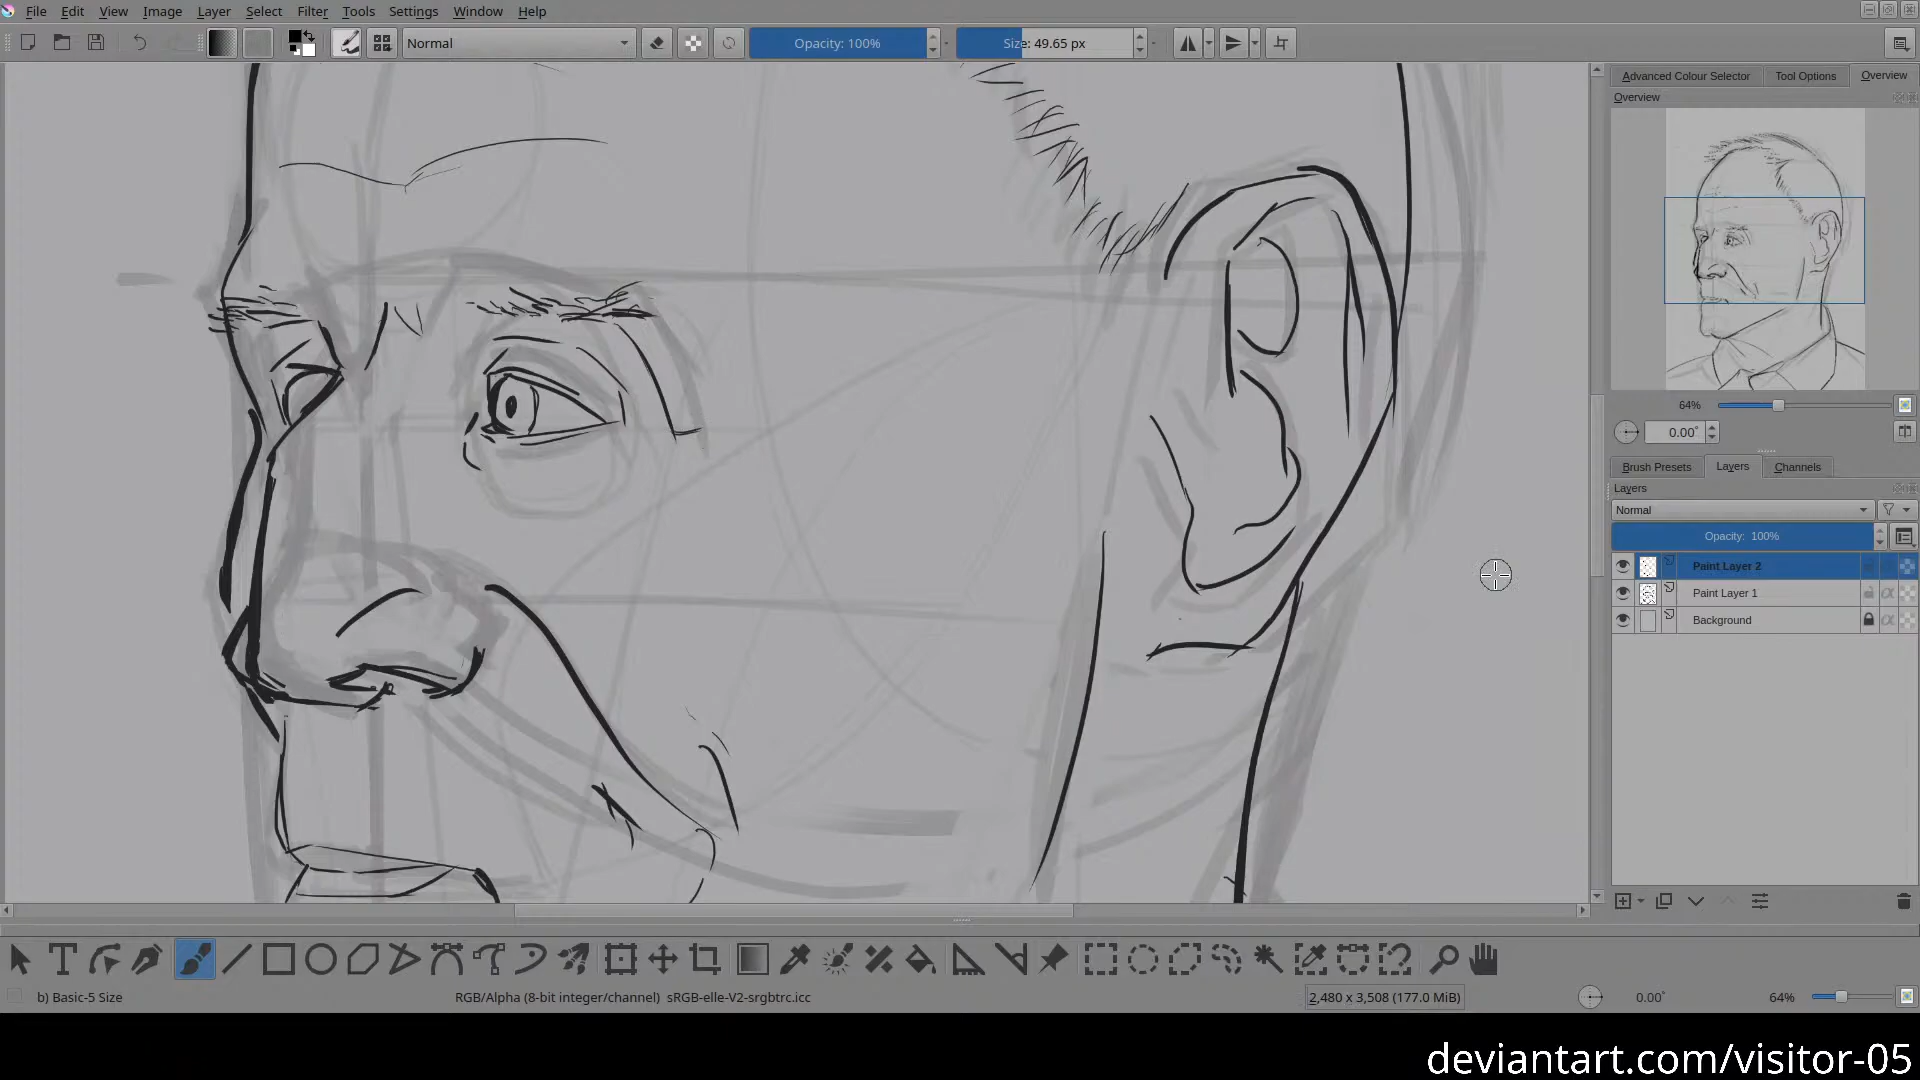 File Edit View Image Layer Select Filter Tools Settings Window Help
Normal Opacity: 100% Size: 49.65 px
Advanced Colour Selector Tool Options Overview
Overview
64%
0.00°
Brush Presets Layers Channels
Layers
Normal
Opacity: 100%
Paint Layer 2
Paint Layer 1
Background
b) Basic-5 Size RGB/Alpha (8-bit integer/channel) sRGB-elle-V2-srgbtrc.icc 2,480 x 3,508 (177.0 MiB) 0.00° 64%
deviantart.com/visitor-05